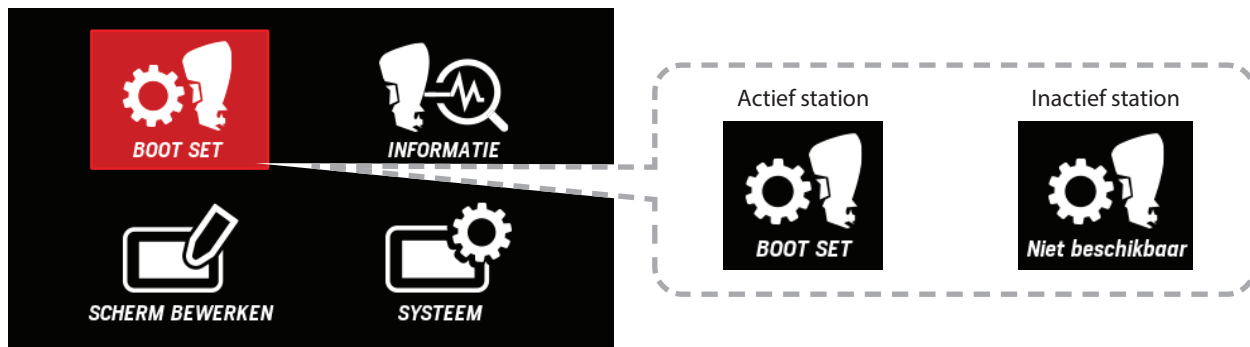 BOOT SET
INFORMATIE
SCHERM BEWERKEN
SYSTEEM
Actief station
Inactief station
BOOT SET
Niet beschikbaar